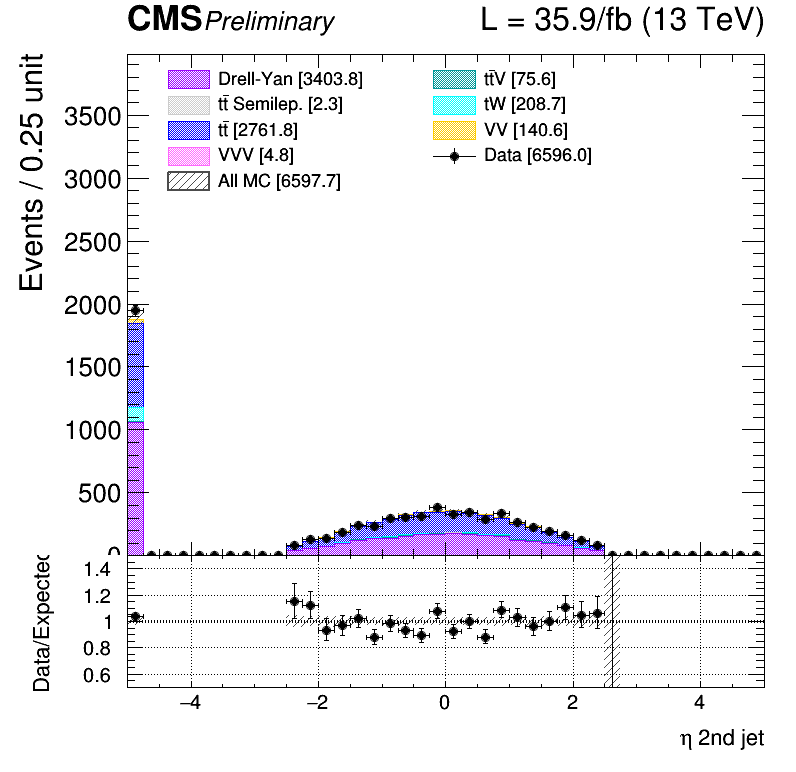 CMS Preliminary L = 35.9/fb (13 TeV)
Events / 0.25 unit
Drell-Yan [3403.8]
tt̄ Semilep. [2.3]
tt̄ [2761.8]
VVV [4.8]
All MC [6597.7]
tt̄V [75.6]
tW [208.7]
VV [140.6]
Data [6596.0]
3500
3000
2500
2000
1500
1000
500
0
Data/Expected
1.4
1.2
1
0.8
0.6
−4 −2 0 2 4
η 2nd jet